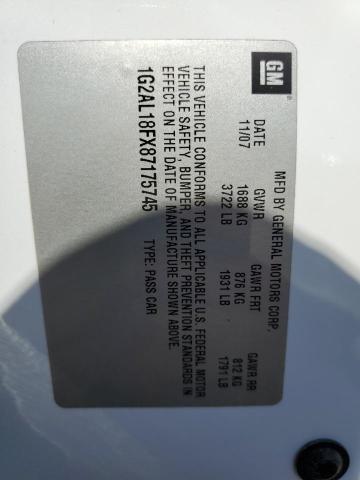 GM
MFD BY GENERAL MOTORS CORP.
DATE GVWR GAWR FRT GAWR RR
11/07 1688 KG 876 KG 812 KG
3722 LB 1931 LB 1791 LB
THIS VEHICLE CONFORMS TO ALL APPLICABLE U.S. FEDERAL MOTOR
VEHICLE SAFETY, BUMPER, AND THEFT PREVENTION STANDARDS IN
EFFECT ON THE DATE OF MANUFACTURE SHOWN ABOVE.
1G2AL18FX87175745 TYPE: PASS CAR